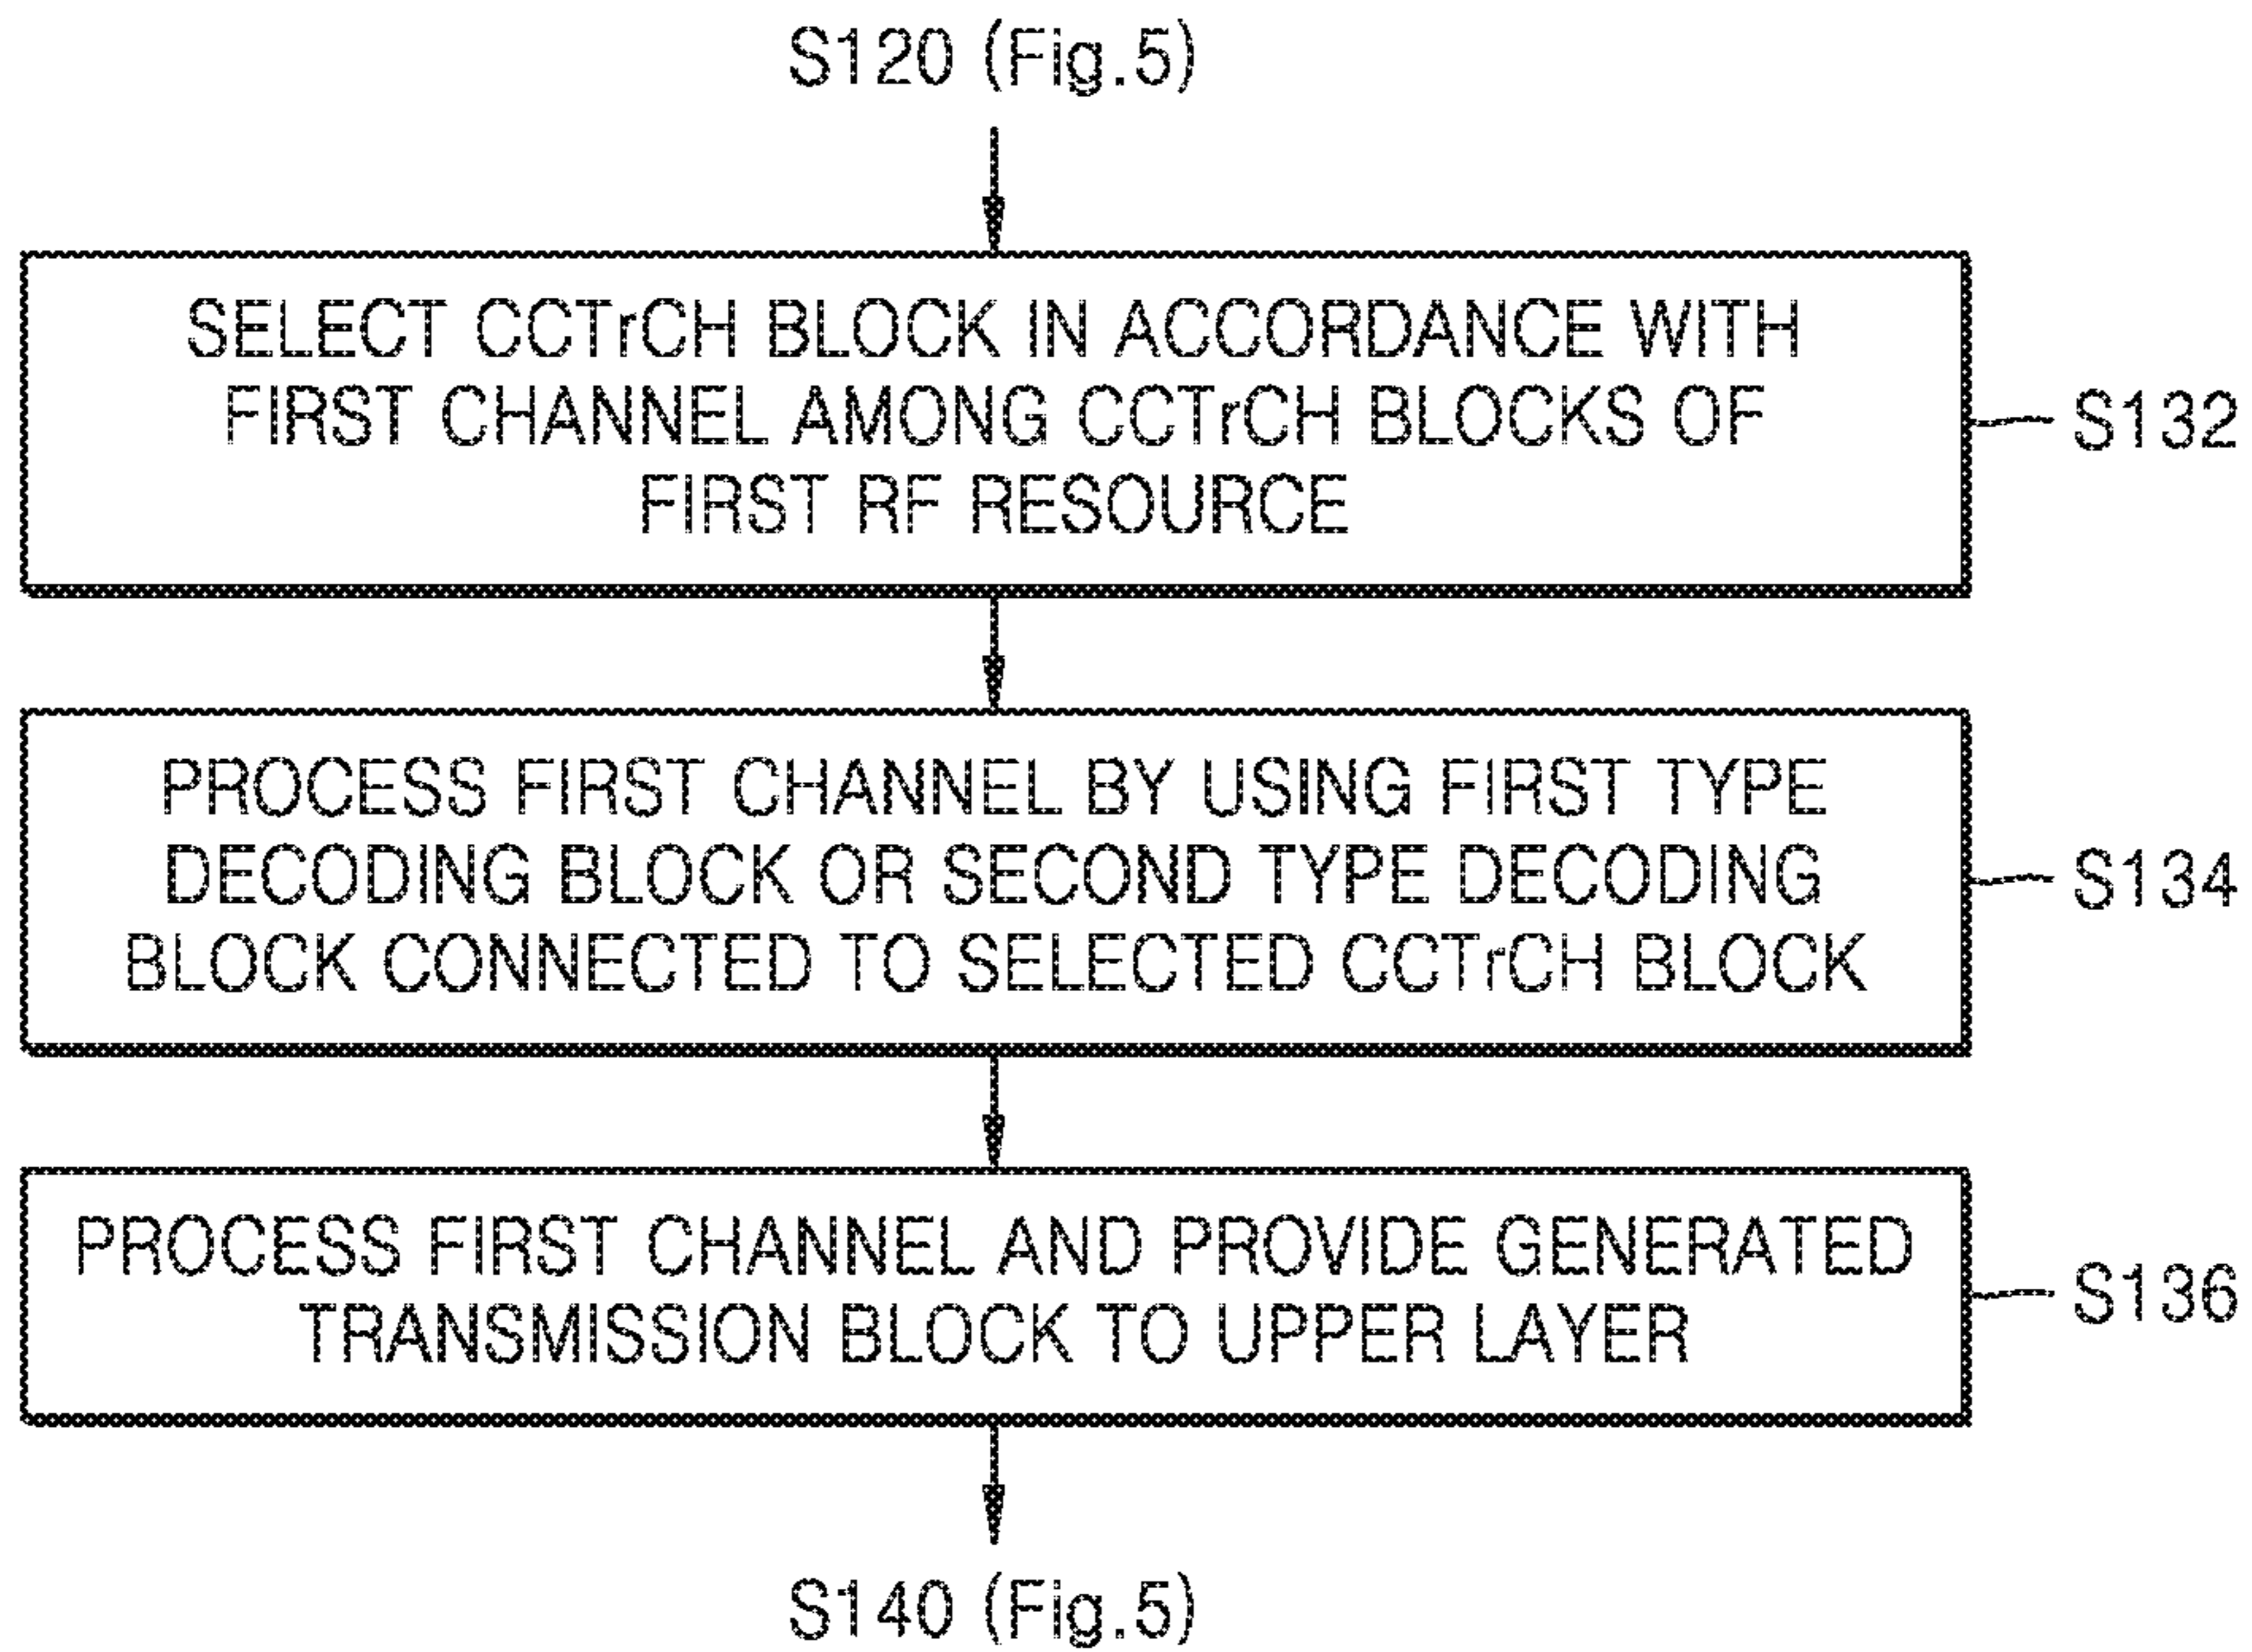 S120 (Fig.5)
SELECT CCTrCH BLOCK IN ACCORDANCE WITH
FIRST CHANNEL AMONG CCTrCH BLOCKS OF
FIRST RF RESOURCE
S132
PROCESS FIRST CHANNEL BY USING FIRST TYPE
DECODING BLOCK OR SECOND TYPE DECODING
BLOCK CONNECTED TO SELECTED CCTrCH BLOCK
S134
PROCESS FIRST CHANNEL AND PROVIDE GENERATED
TRANSMISSION BLOCK TO UPPER LAYER
S136
S140 (Fig.5)